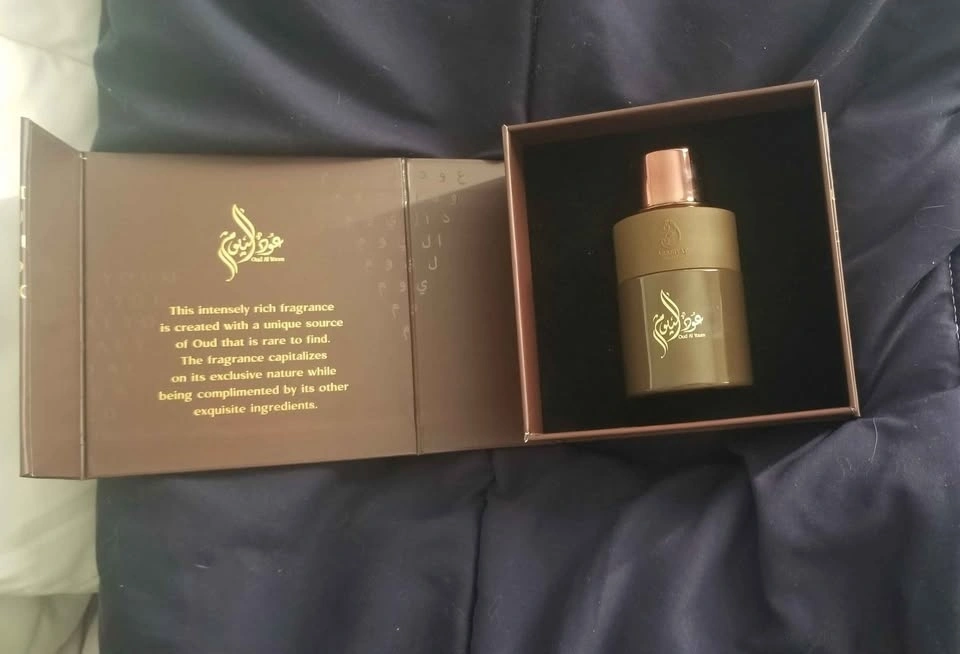 عود اليوم
Oud Al Youm
This intensely rich fragrance
is created with a unique source
of Oud that is rare to find.
The fragrance capitalizes
on its exclusive nature while
being complimented by its other
exquisite ingredients.
عود اليوم
Oud Al Youm